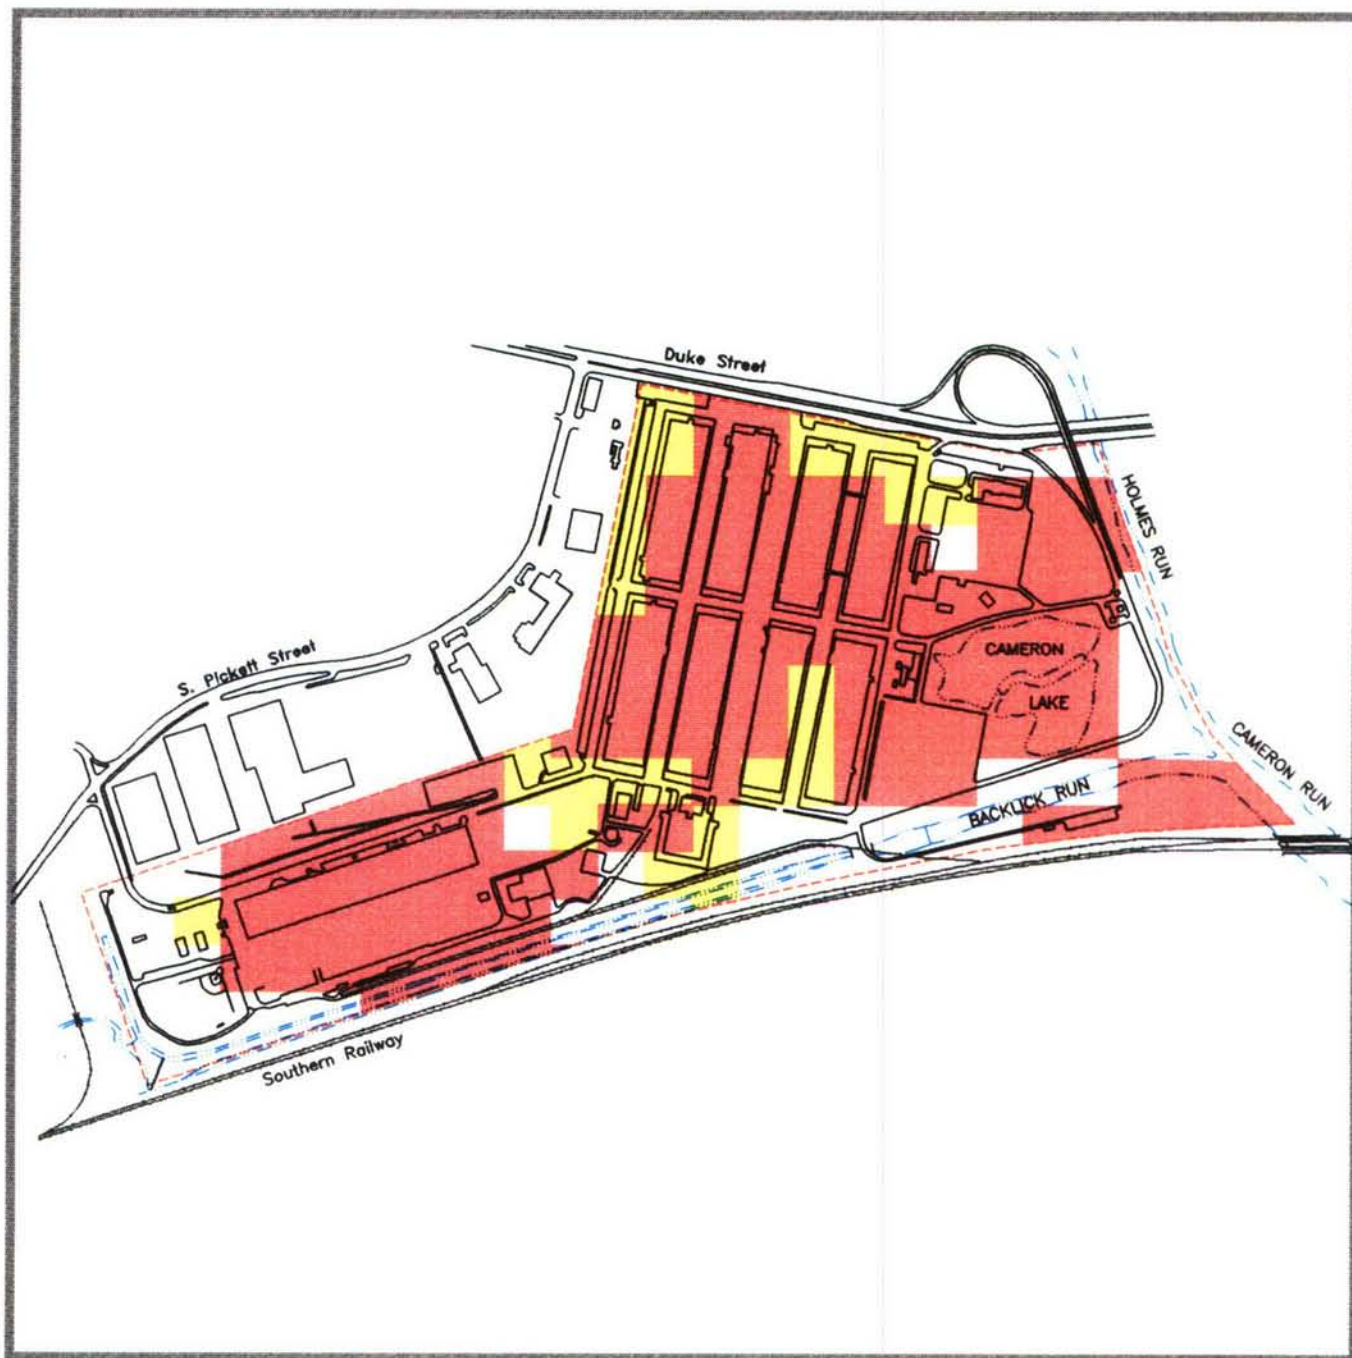 Duke Street
D
HOLMES RUN
S. Pickett Street
CAMERON
LAKE
CAMERON RUN
BACKLICK RUN
Southern Railway